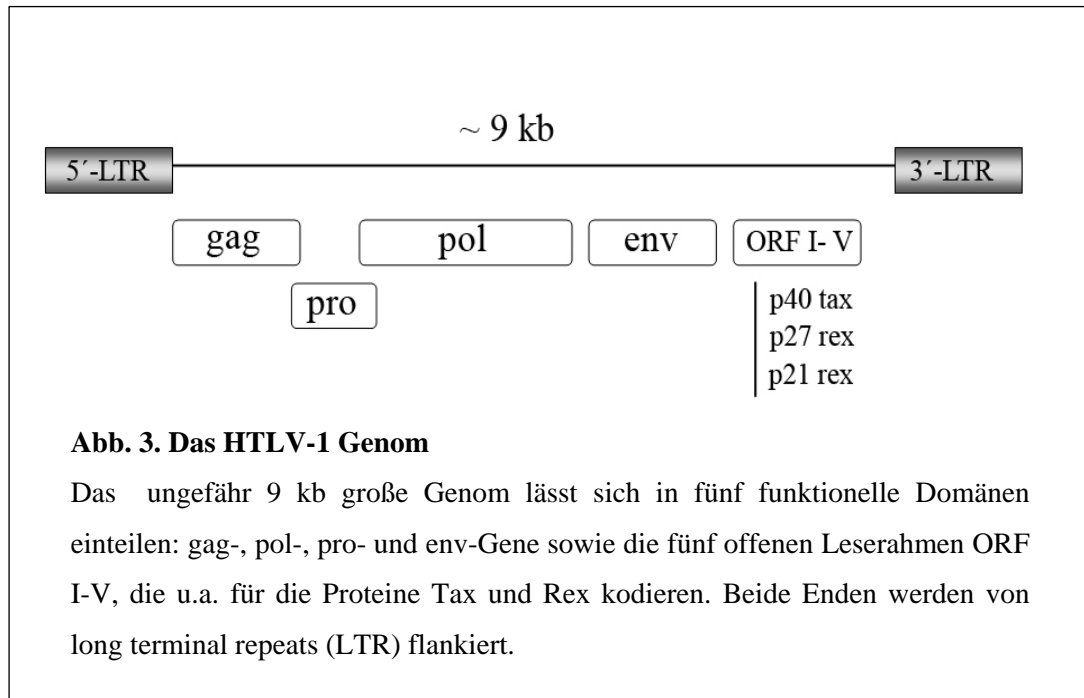 ~ 9 kb
5´-LTR
3´-LTR
gag
pol
env
ORF I- V
pro
p40 tax
p27 rex
p21 rex
Abb. 3. Das HTLV-1 Genom
Das ungefähr 9 kb große Genom lässt sich in fünf funktionelle Domänen
einteilen: gag-, pol-, pro- und env-Gene sowie die fünf offenen Leserahmen ORF
I-V, die u.a. für die Proteine Tax und Rex kodieren. Beide Enden werden von
long terminal repeats (LTR) flankiert.